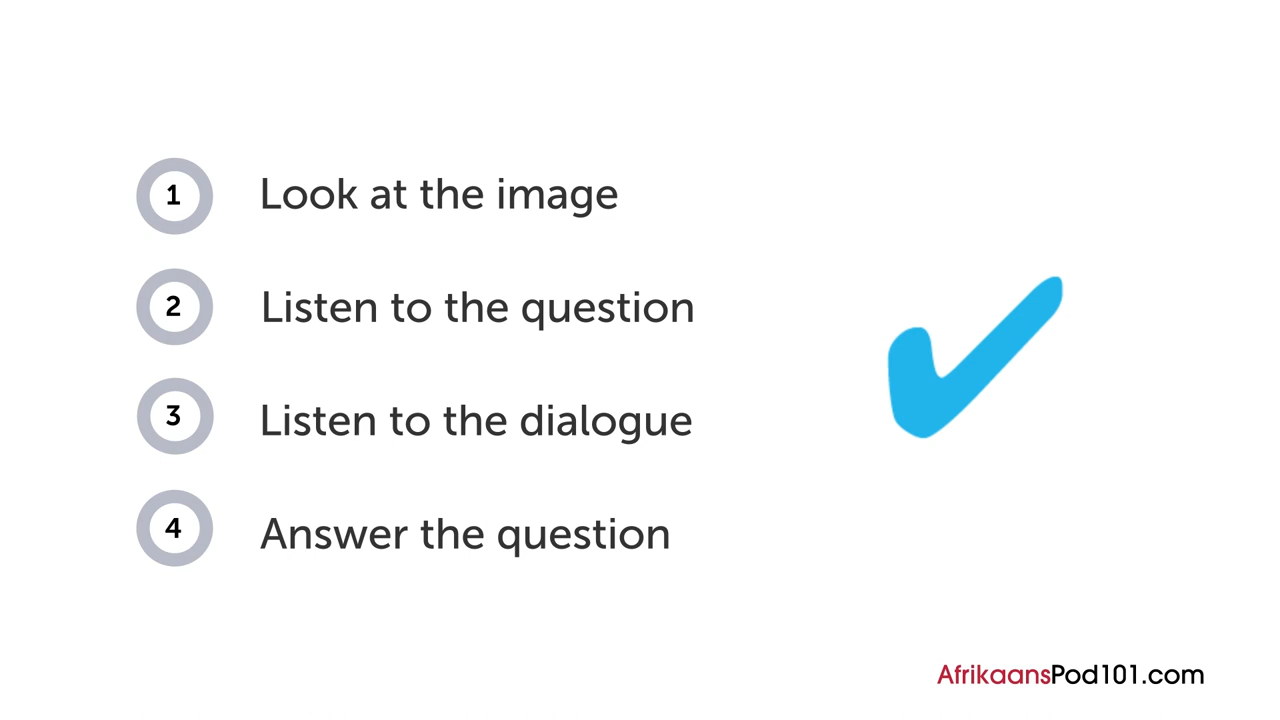 1 Look at the image
2 Listen to the question
3 Listen to the dialogue
4 Answer the question
AfrikaansPod101.com